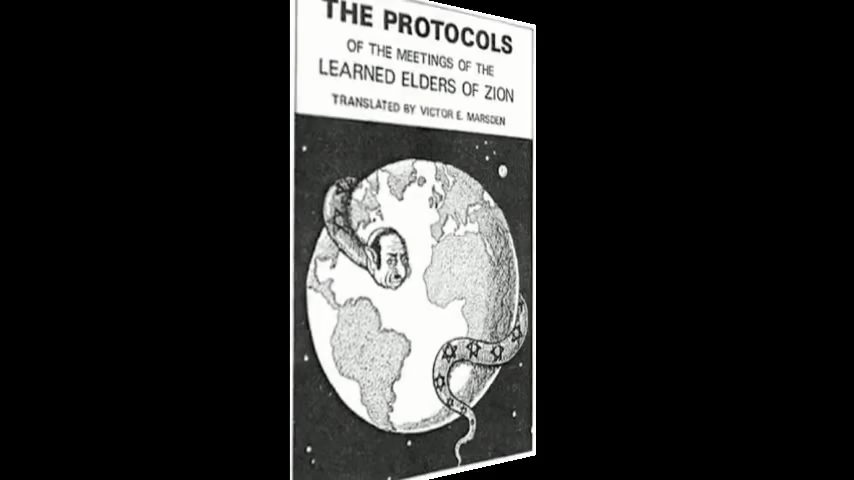 THE PROTOCOLS
OF THE MEETINGS OF THE
LEARNED ELDERS OF ZION
TRANSLATED BY VICTOR E. MARSDEN